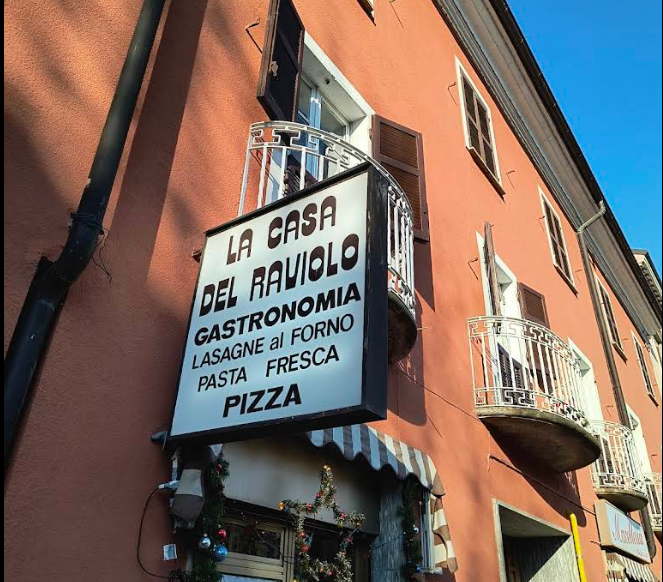 LA CASA
DEL RAVIOLO
GASTRONOMIA
LASAGNE al FORNO
PASTA FRESCA
PIZZA